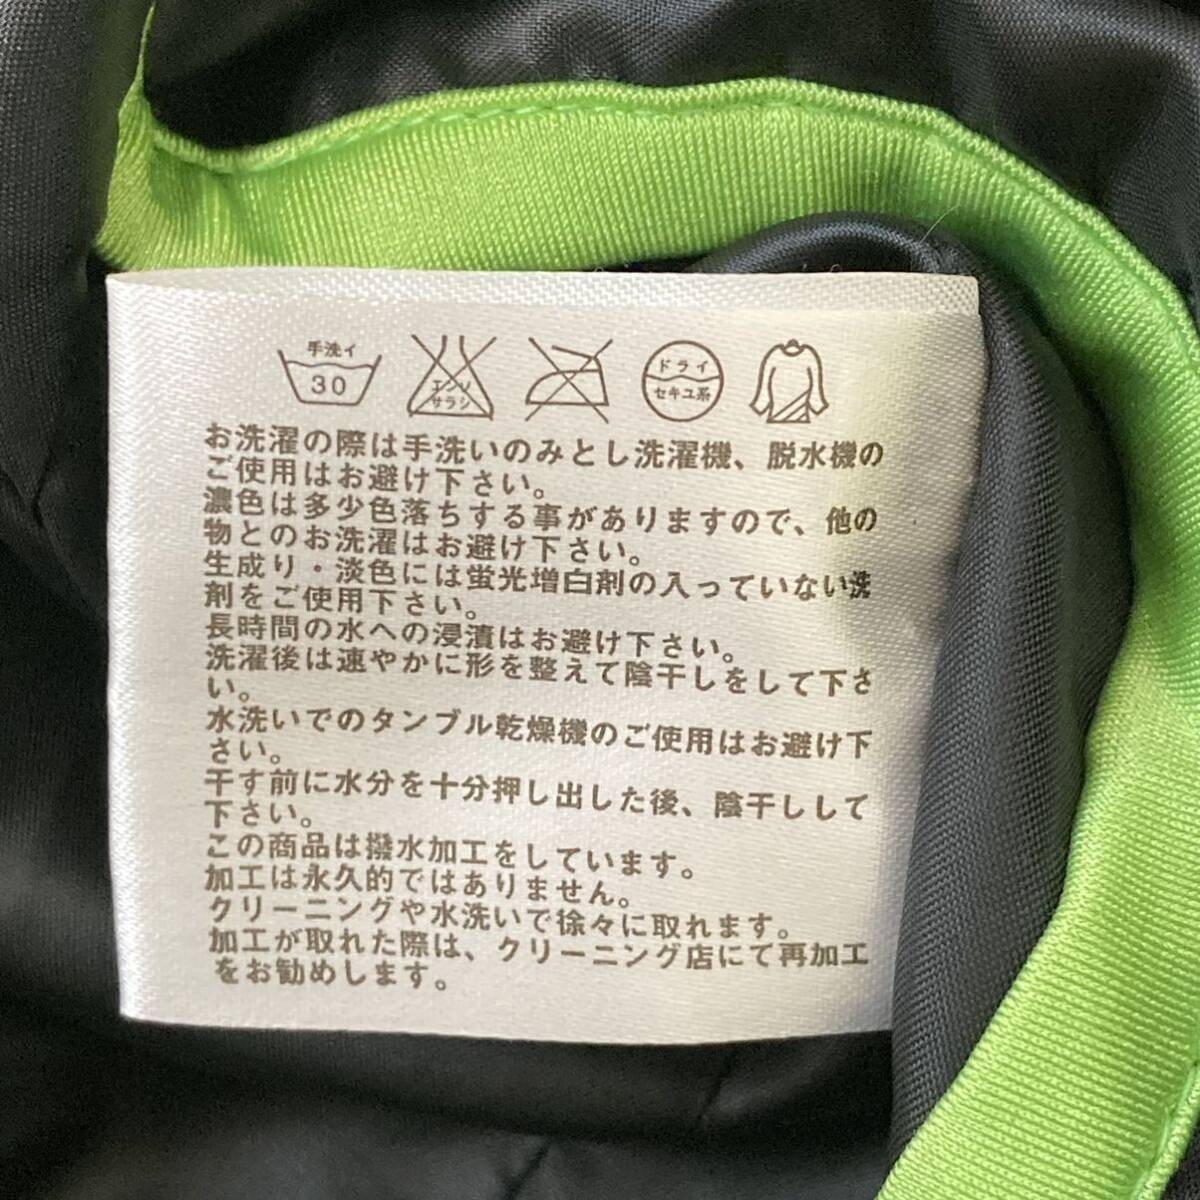 手洗イ
30
エンソ
サラシ
ドライ
セキユ系
お洗濯の際は手洗いのみとし洗濯機、脱水機の
ご使用はお避け下さい。
濃色は多少色落ちする事がありますので、他の
物とのお洗濯はお避け下さい。
生成り・淡色には蛍光増白剤の入っていない洗
剤をご使用下さい。
長時間の水への浸漬はお避け下さい。
洗濯後は速やかに形を整えて陰干しをして下さ
い。
水洗いでのタンブル乾燥機のご使用はお避け下
さい。
干す前に水分を十分押し出した後、陰干しして
下さい。
この商品は撥水加工をしています。
加工は永久的ではありません。
クリーニングや水洗いで徐々に取れます。
加工が取れた際は、クリーニング店にて再加工
をお勧めします。